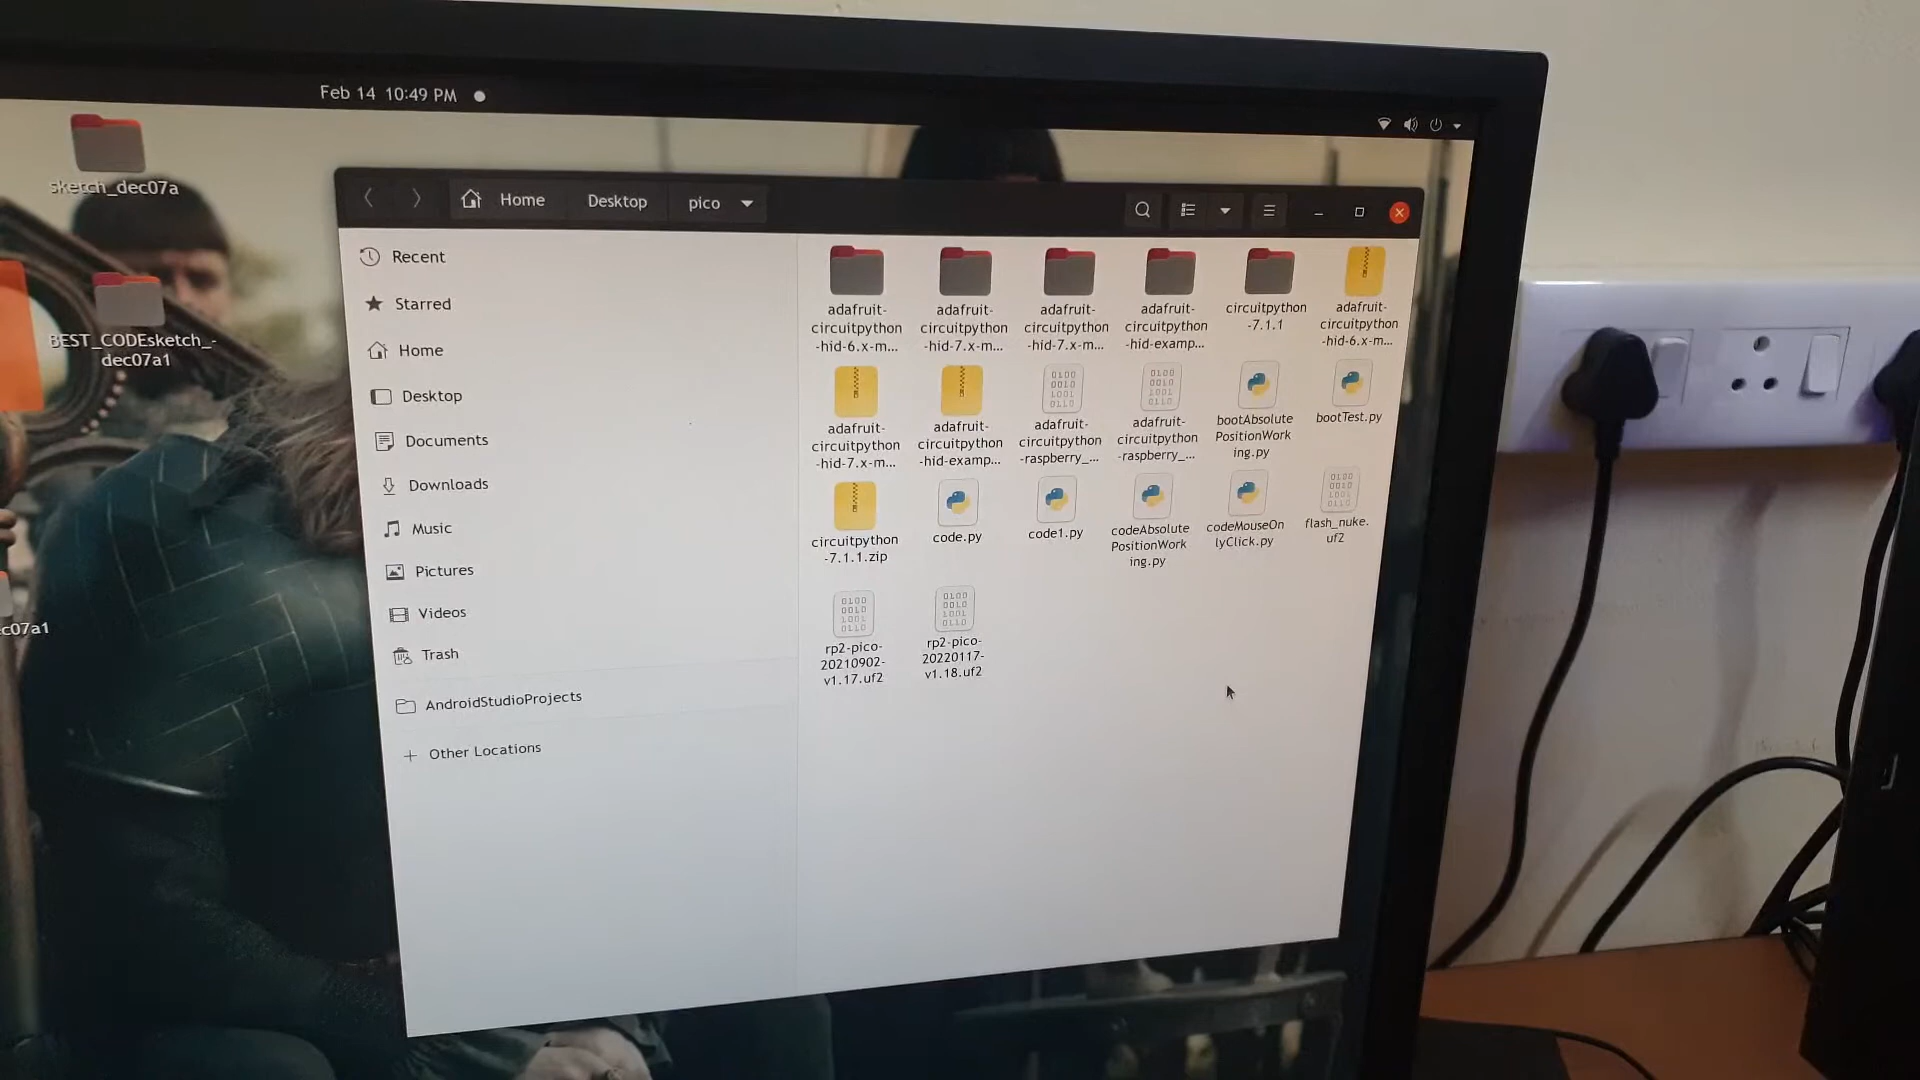 Feb 14 10:49 PM
sketch_dec07a
BEST_CODEsketch_-
dec07a1
c07a1
Home
Desktop
pico
Recent
Starred
Home
Desktop
Documents
Downloads
Music
Pictures
Videos
Trash
AndroidStudioProjects
+ Other Locations
adafruit-
circuitpython
-hid-6.x-m...
adafruit-
circuitpython
-hid-7.x-m...
adafruit-
circuitpython
-hid-7.x-m...
adafruit-
circuitpython
-hid-examp...
circuitpython
-7.1.1
adafruit-
circuitpython
-hid-6.x-m...
adafruit-
circuitpython
-hid-7.x-m...
adafruit-
circuitpython
-hid-examp...
adafruit-
circuitpython
-raspberry_...
adafruit-
circuitpython
-raspberry_...
bootAbsolute
PositionWork
ing.py
bootTest.py
circuitpython
-7.1.1.zip
code.py
code1.py
codeAbsolute
PositionWork
ing.py
codeMouseOn
lyClick.py
flash_nuke.
uf2
rp2-pico-
20210902-
v1.17.uf2
rp2-pico-
20220117-
v1.18.uf2